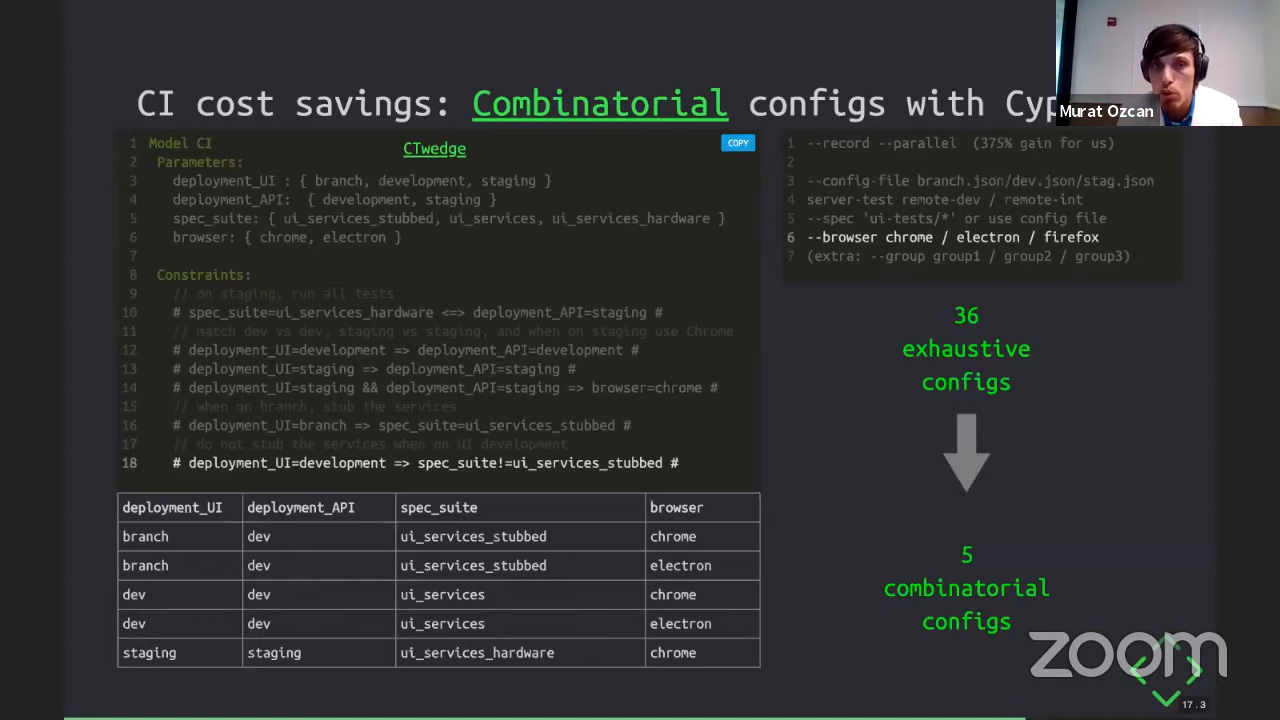 CI cost savings: Combinatorial configs with Cyp
Murat Ozcan
CTwedge
COPY
1 Model CI
2 Parameters:
3 deployment_UI : { branch, development, staging }
4 deployment_API: { development, staging }
5 spec_suite: { ui_services_stubbed, ui_services, ui_services_hardware }
6 browser: { chrome, electron }
7
8 Constraints:
9 // on staging, run all tests
10 # spec_suite=ui_services_hardware <=> deployment_API=staging #
11 // match dev vs dev, staging vs staging, and when on staging use Chrome
12 # deployment_UI=development => deployment_API=development #
13 # deployment_UI=staging => deployment_API=staging #
14 # deployment_UI=staging && deployment_API=staging => browser=chrome #
15 // when on branch, stub the services
16 # deployment_UI=branch => spec_suite=ui_services_stubbed #
17 // do not stub the services when on UI development
18 # deployment_UI=development => spec_suite!=ui_services_stubbed #
deployment_UI deployment_API spec_suite browser
branch dev ui_services_stubbed chrome
branch dev ui_services_stubbed electron
dev dev ui_services chrome
dev dev ui_services electron
staging staging ui_services_hardware chrome
1 --record --parallel (375% gain for us)
2
3 --config-file branch.json/dev.json/stag.json
4 server-test remote-dev / remote-int
5 --spec 'ui-tests/*' or use config file
6 --browser chrome / electron / firefox
7 (extra: --group group1 / group2 / group3)
36
exhaustive
configs
5
combinatorial
configs
zoom
17.3